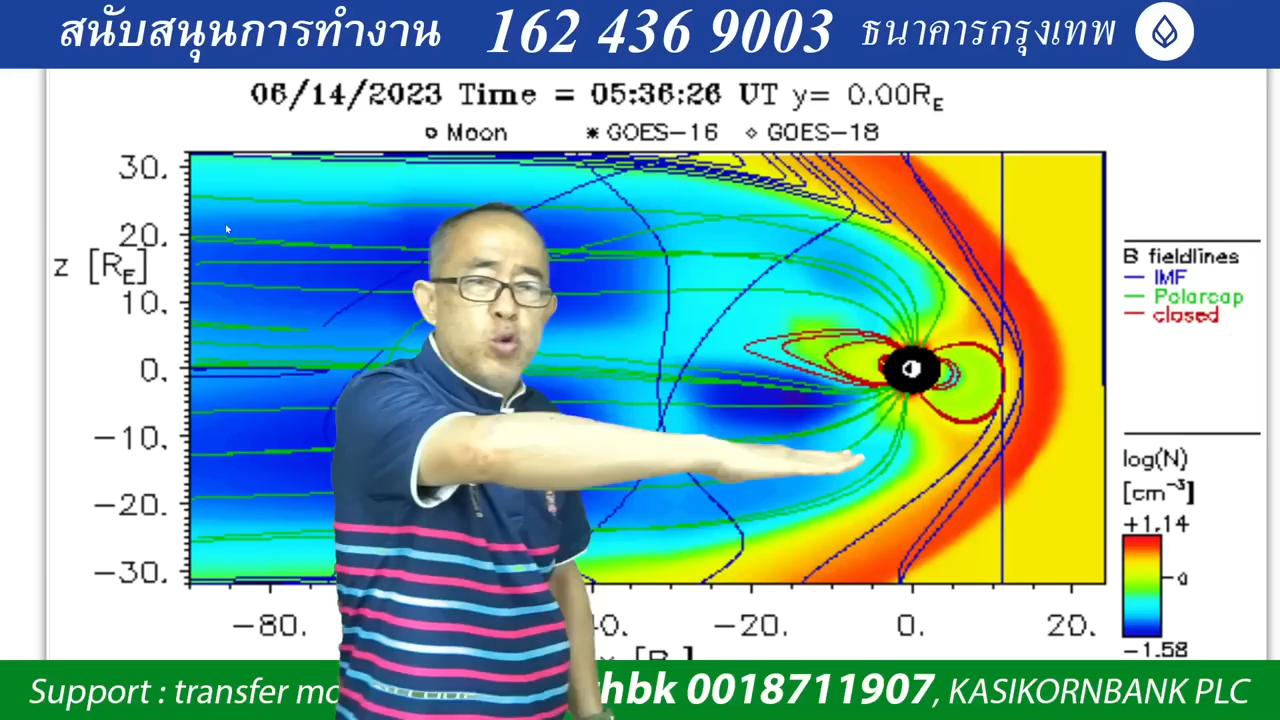 สนับสนุนการทำงาน 162 436 9003 ธนาคารกรุงเทพ
06/14/2023 Time = 05:36:26 UT y= 0.00R_E
Moon GOES-16 GOES-18
30.
20.
z [R_E]
10.
0.
-10.
-20.
-30.
-80. 40. -20. 0. 20.
B fieldlines
IMF
Polarcap
closed
log(N)
[cm⁻³]
+1.14
-1.58
Support : transfer mo hbk 0018711907, KASIKORNBANK PLC